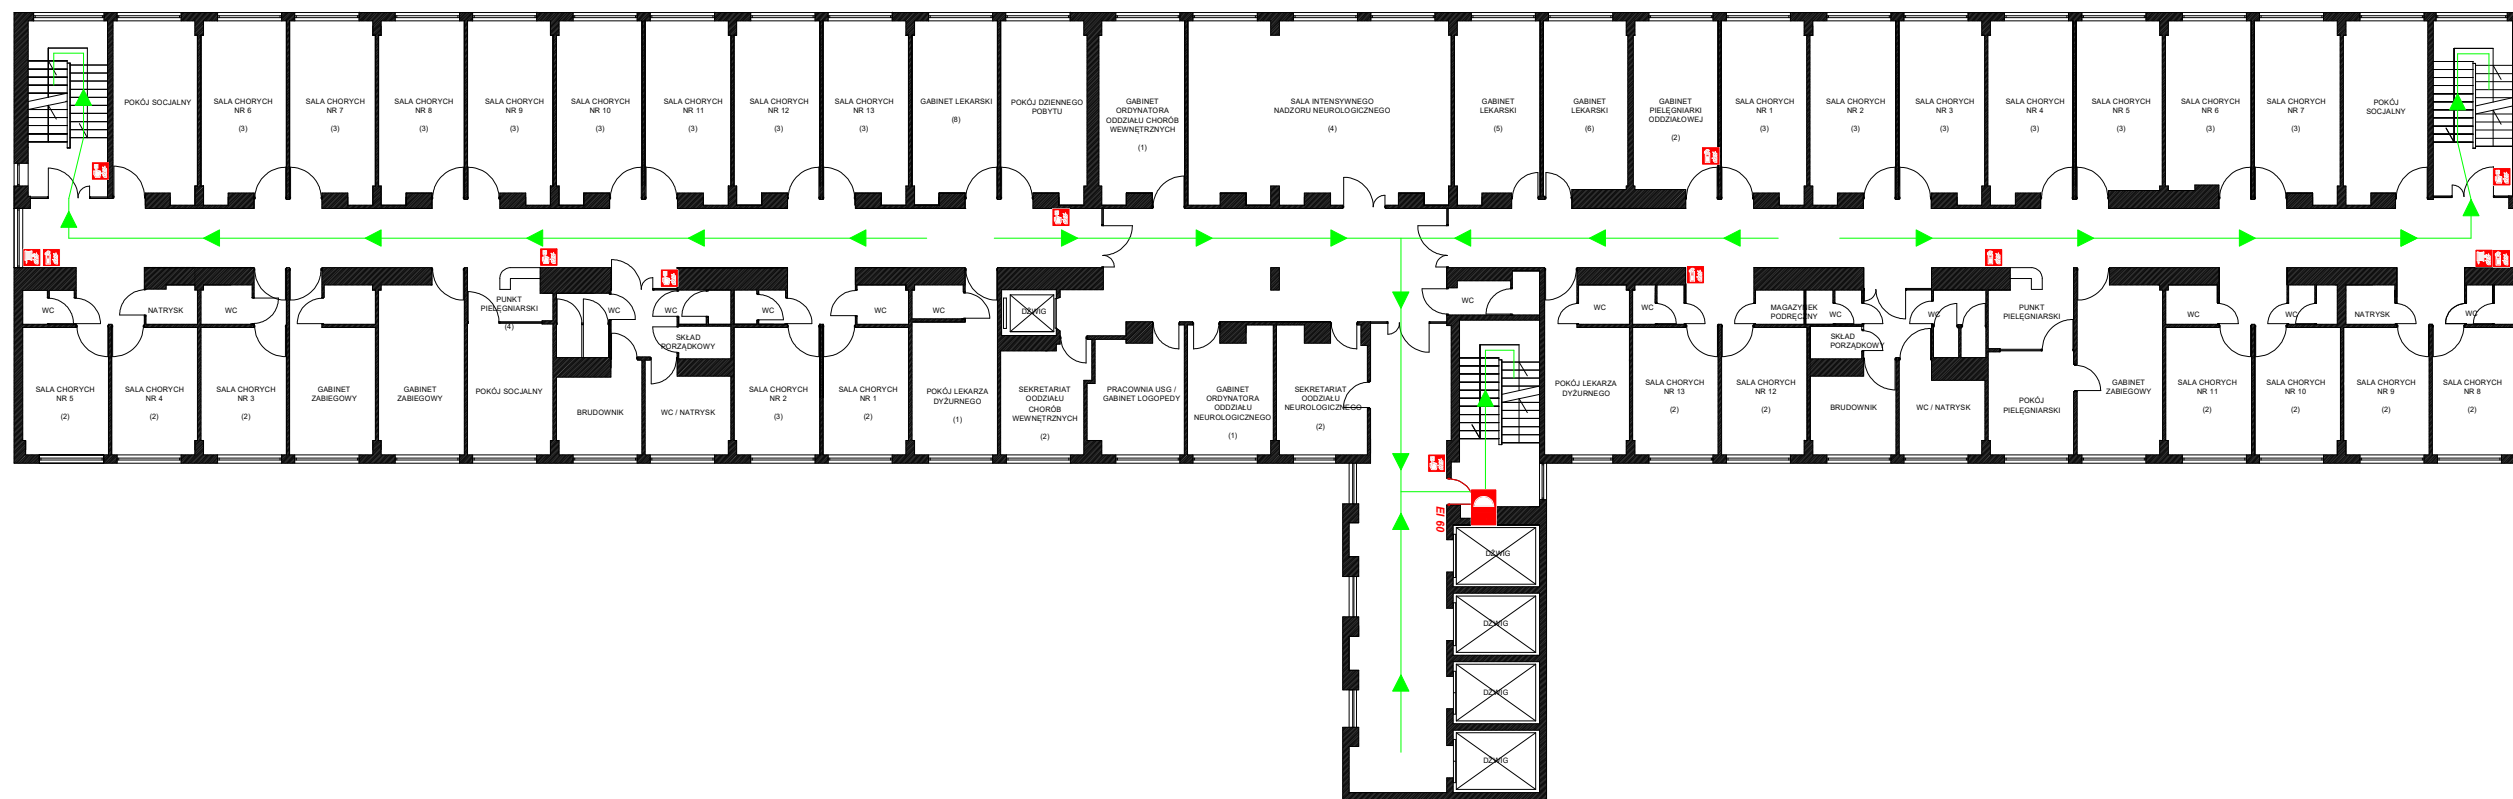 POKÓJ SOCJALNY
SALA CHORYCH
NR 6
(3)
SALA CHORYCH
NR 7
(3)
SALA CHORYCH
NR 8
(3)
SALA CHORYCH
NR 9
(3)
SALA CHORYCH
NR 10
(3)
SALA CHORYCH
NR 11
(3)
SALA CHORYCH
NR 12
(3)
SALA CHORYCH
NR 13
(3)
GABINET LEKARSKI
(8)
POKÓJ DZIENNEGO
POBYTU
GABINET
ORDYNATORA
ODDZIAŁU CHORÓB
WEWNĘTRZNYCH
(1)
SALA INTENSYWNEGO
NADZORU NEUROLOGICZNEGO
(4)
GABINET
LEKARSKI
(5)
GABINET
LEKARSKI
(6)
GABINET
PIELĘGNIARKI
ODDZIAŁOWEJ
(2)
SALA CHORYCH
NR 1
(3)
SALA CHORYCH
NR 2
(3)
SALA CHORYCH
NR 3
(3)
SALA CHORYCH
NR 4
(3)
SALA CHORYCH
NR 5
(3)
SALA CHORYCH
NR 6
(3)
SALA CHORYCH
NR 7
(3)
POKÓJ
SOCJALNY
WC
NATRYSK
WC
PUNKT
PIELĘGNIARSKI
(4)
WC
WC
SKŁAD
PORZĄDKOWY
WC
WC
WC
DŹWIG
WC
WC
WC
MAGAZYNEK
PODRĘCZNY
WC
SKŁAD
PORZĄDKOWY
WC
PUNKT
PIELĘGNIARSKI
WC
WC
NATRYSK
WC
SALA CHORYCH
NR 5
(2)
SALA CHORYCH
NR 4
(2)
SALA CHORYCH
NR 3
(2)
GABINET
ZABIEGOWY
GABINET
ZABIEGOWY
POKÓJ SOCJALNY
BRUDOWNIK
WC / NATRYSK
SALA CHORYCH
NR 2
(3)
SALA CHORYCH
NR 1
(2)
POKÓJ LEKARZA
DYŻURNEGO
(1)
SEKRETARIAT
OODZIAŁU
CHORÓB
WEWNĘTRZNYCH
(2)
PRACOWNIA USG /
GABINET LOGOPEDY
GABINET
ORDYNATORA
ODDZIAŁU
NEUROLOGICZNEGO
(1)
SEKRETARIAT
OODZIAŁU
NEUROLOGICZNEGO
(2)
POKÓJ LEKARZA
DYŻURNEGO
SALA CHORYCH
NR 13
(2)
SALA CHORYCH
NR 12
(2)
BRUDOWNIK
WC / NATRYSK
POKÓJ
PIELĘGNIARSKI
GABINET
ZABIEGOWY
SALA CHORYCH
NR 11
(2)
SALA CHORYCH
NR 10
(2)
SALA CHORYCH
NR 9
(2)
SALA CHORYCH
NR 8
(2)
EI 60
DŹWIG
DŹWIG
DŹWIG
DŹWIG